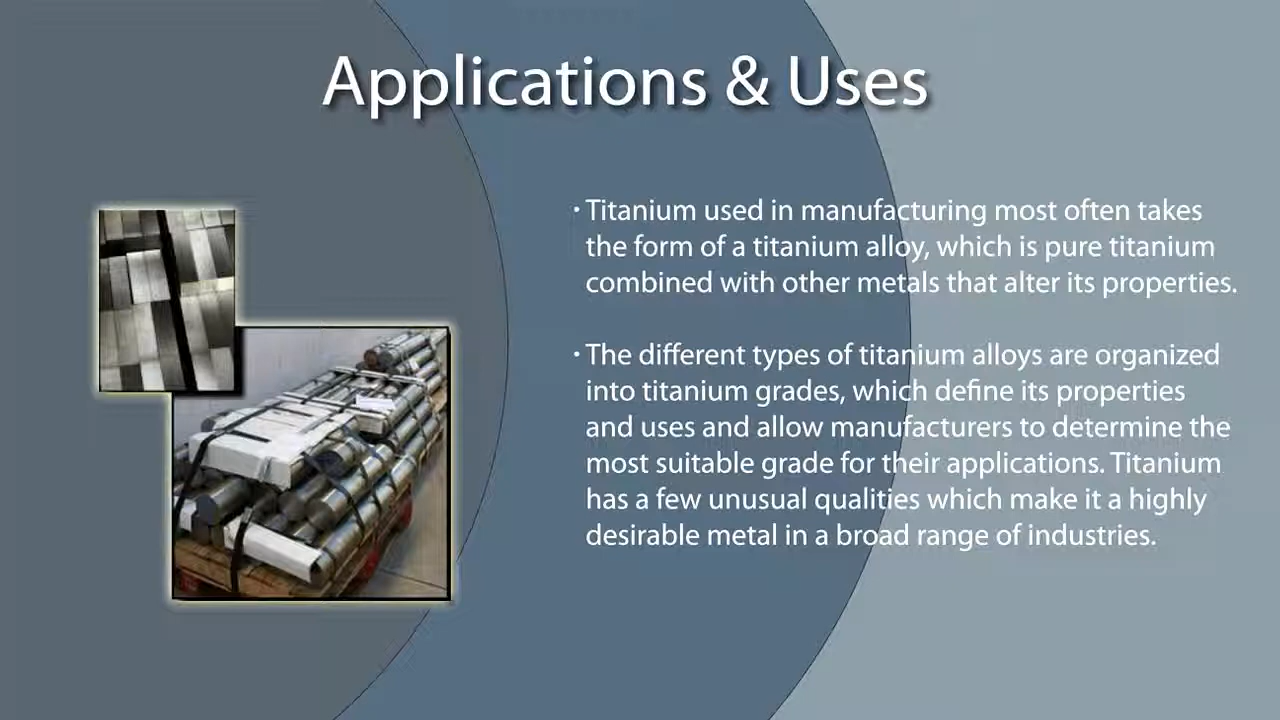 Applications & Uses
· Titanium used in manufacturing most often takes
the form of a titanium alloy, which is pure titanium
combined with other metals that alter its properties.
· The different types of titanium alloys are organized
into titanium grades, which define its properties
and uses and allow manufacturers to determine the
most suitable grade for their applications. Titanium
has a few unusual qualities which make it a highly
desirable metal in a broad range of industries.